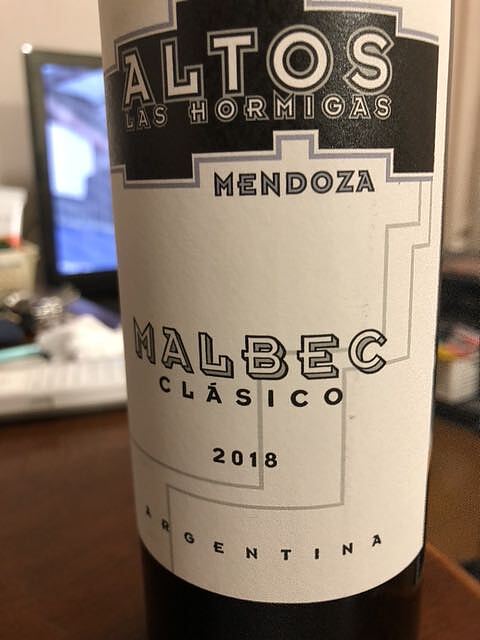 ALTOS
LAS HORMIGAS
MENDOZA
MALBEC
CLÁSICO
2018
ARGENTINA